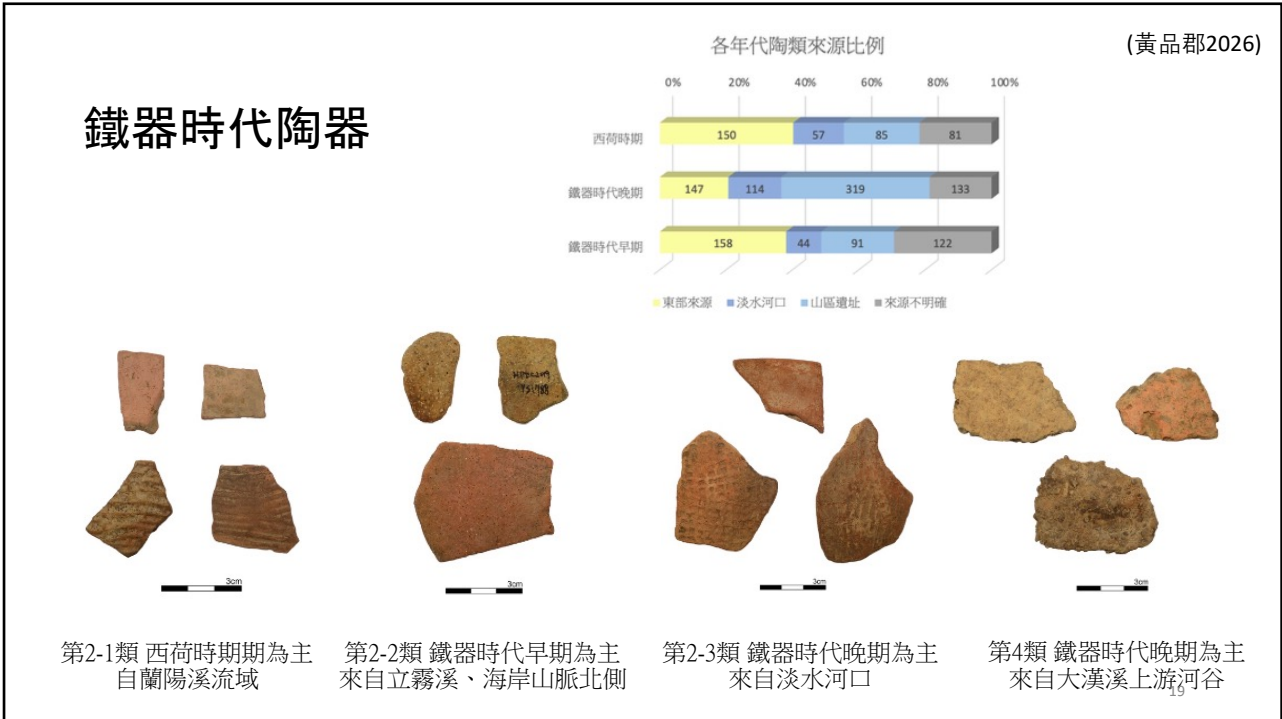 (黃品郡2026)
鐵器時代陶器
各年代陶類來源比例
0% 20% 40% 60% 80% 100%
西荷時期 150 57 85 81
鐵器時代晚期 147 114 319 133
鐵器時代早期 158 44 91 122
東部來源 淡水河口 山區遺址 來源不明確
3cm 3cm 3cm 3cm
第2-1類 西荷時期期為主
自蘭陽溪流域
第2-2類 鐵器時代早期為主
來自立霧溪、海岸山脈北側
第2-3類 鐵器時代晚期為主
來自淡水河口
第4類 鐵器時代晚期為主
來自大漢溪上游河谷
19